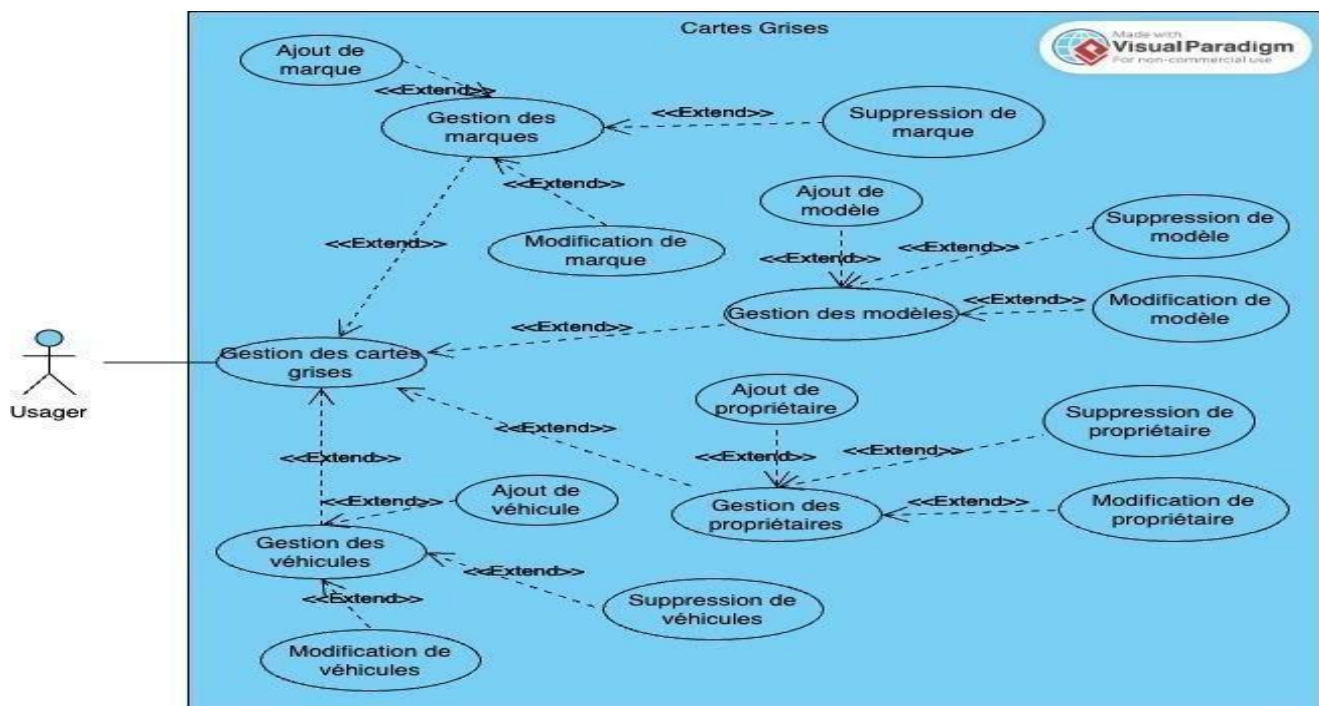 Cartes Grises
Made with
VisualParadigm
For non-commercial use
Ajout de
marque
<<Extend>>
Gestion des
marques
<<Extend>>
Suppression de
marque
<<Extend>>
Modification de
marque
<<Extend>>
Ajout de
modèle
<<Extend>>
Suppression de
modèle
<<Extend>>
Gestion des modèles
<<Extend>>
Modification de
modèle
<<Extend>>
Usager
Gestion des cartes
grises
Ajout de
propriétaire
<<Extend>>
Suppression de
propriétaire
<<Extend>>
<<Extend>>
Gestion des
propriétaires
<<Extend>>
Modification de
propriétaire
<<Extend>>
<<Extend>>
Ajout de
véhicule
Gestion des
véhicules
<<Extend>>
Suppression de
véhicules
<<Extend>>
Modification de
véhicules